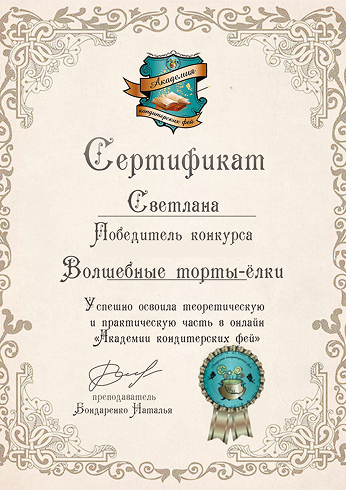 Академия
кондитерских фей
Сертификат
Светлана
Победитель конкурса
Волшебные торты-ёлки
Успешно освоила теоретическую
и практическую часть в онлайн
«Академии кондитерских фей»
преподаватель
Бондаренко Наталья